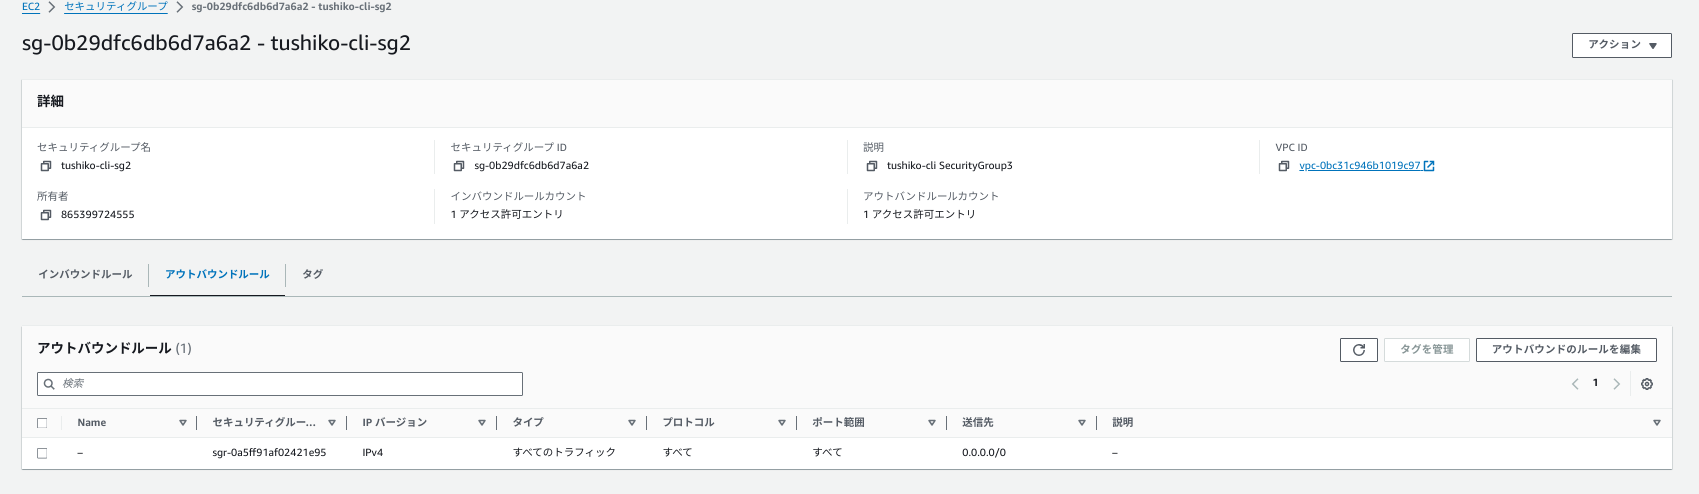 EC2 > セキュリティグループ > sg-0b29dfc6db6d7a6a2 - tushiko-cli-sg2
sg-0b29dfc6db6d7a6a2 - tushiko-cli-sg2
アクション
詳細
セキュリティグループ名 セキュリティグループ ID 説明 VPC ID
tushiko-cli-sg2 sg-0b29dfc6db6d7a6a2 tushiko-cli SecurityGroup3 vpc-0bc31c946b1019c97
所有者 インバウンドルールカウント アウトバンドルールカウント
865399724555 1 アクセス許可エントリ 1 アクセス許可エントリ
インバウンドルール アウトバウンドルール タグ
アウトバウンドルール (1) タグを管理 アウトバウンドのルールを編集
検索 1
Name セキュリティグルー... IP バージョン タイプ プロトコル ポート範囲 送信先 説明
– sgr-0a5ff91af02421e95 IPv4 すべてのトラフィック すべて すべて 0.0.0.0/0 –